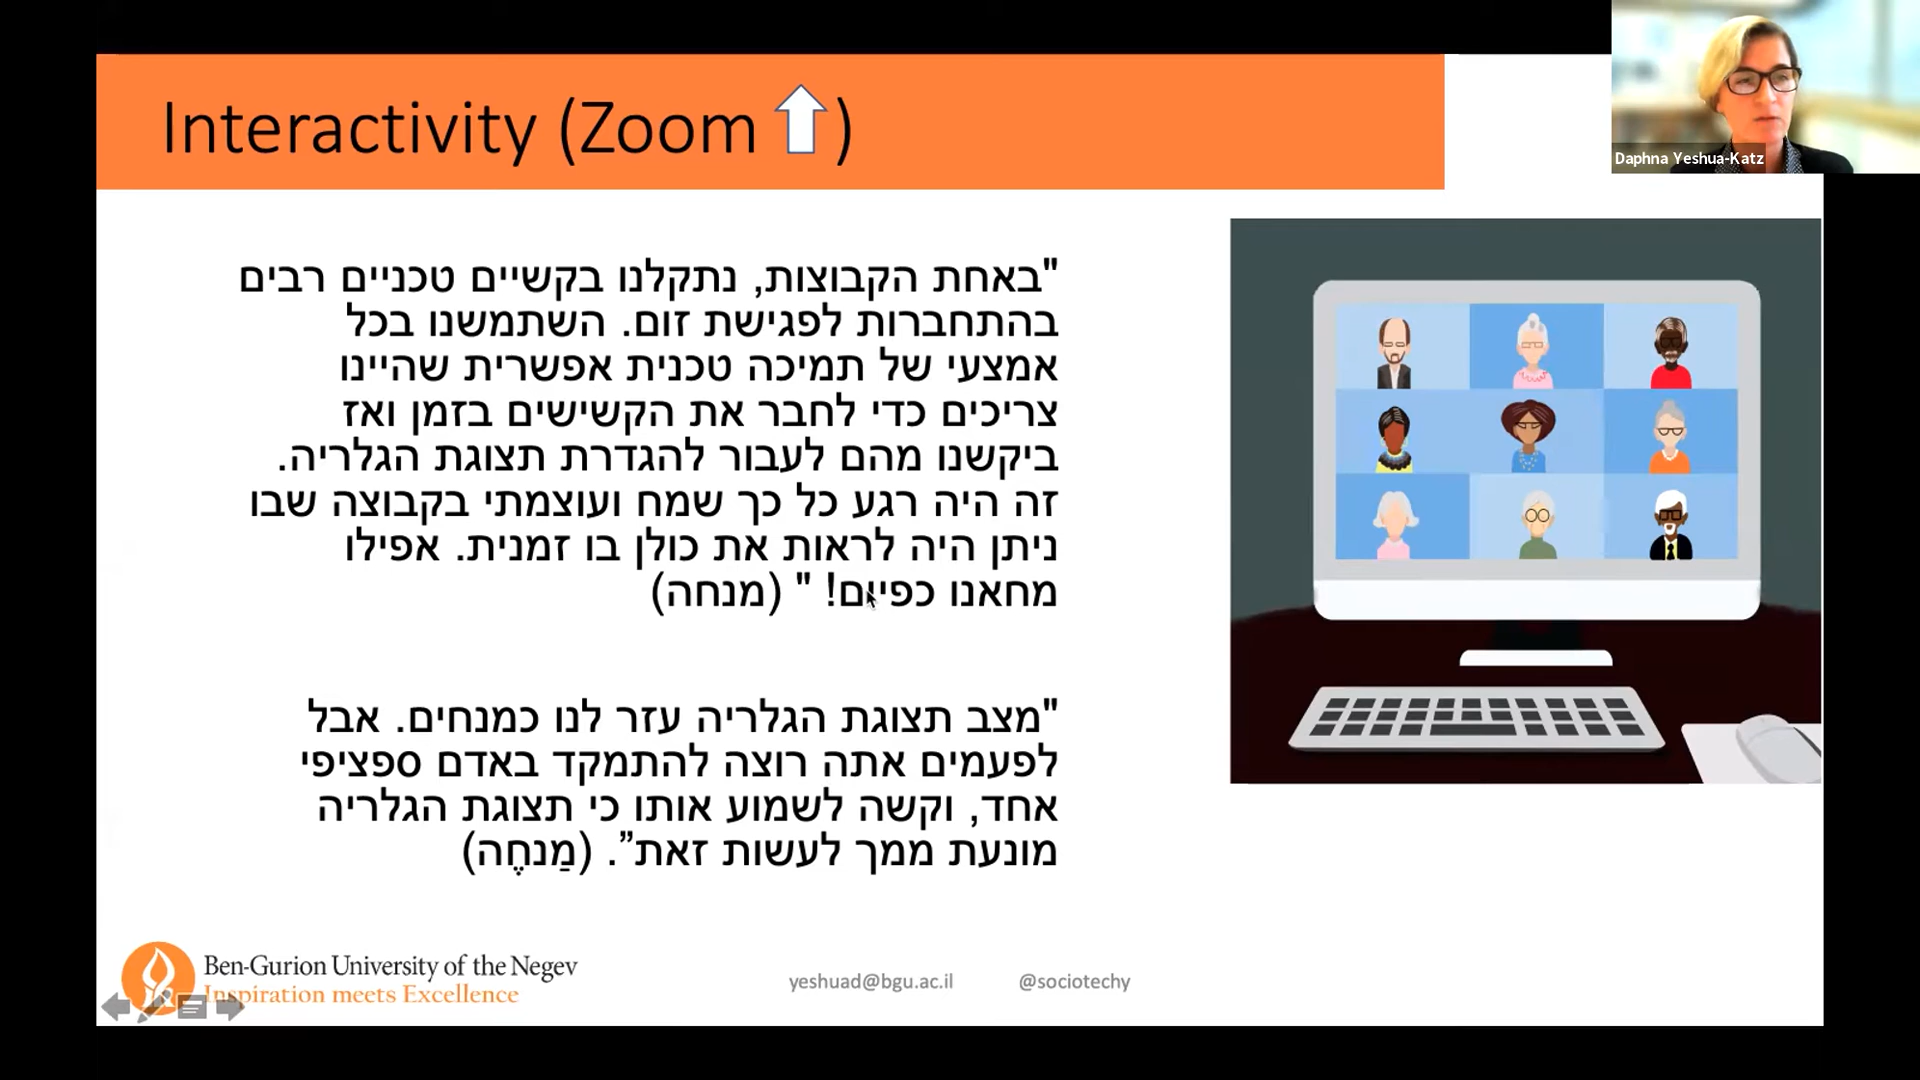 Interactivity (Zoom )
Daphna Yeshua-Katz
"באחת הקבוצות, נתקלנו בקשיים טכניים רבים
בהתחברות לפגישת זום. השתמשנו בכל
אמצעי של תמיכה טכנית אפשרית שהיינו
צריכים כדי לחבר את הקשישים בזמן ואז
ביקשנו מהם לעבור להגדרת תצוגת הגלריה.
זה היה רגע כל כך שמח ועוצמתי בקבוצה שבו
ניתן היה לראות את כולן בו זמנית. אפילו
מחאנו כפיים! " (מנחה)
"מצב תצוגת הגלריה עזר לנו כמנחים. אבל
לפעמים אתה רוצה להתמקד באדם ספציפי
אחד, וקשה לשמוע אותו כי תצוגת הגלריה
מונעת ממך לעשות זאת”. (מַנחֶה)
Ben-Gurion University of the Negev
Inspiration meets Excellence
yeshuad@bgu.ac.il
@sociotechy